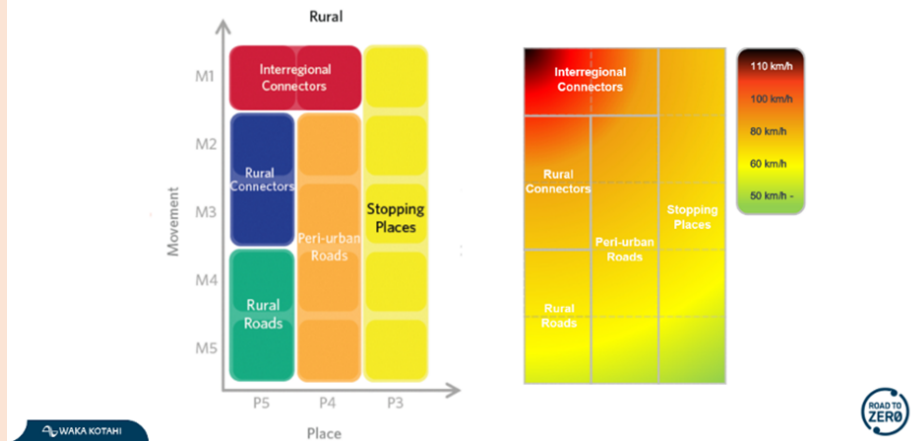 Rural
M1
M2
M3
M4
M5
Movement
Interregional
Connectors
Rural
Connectors
Peri-urban
Roads
Rural
Roads
Stopping
Places
P5
P4
P3
Place
Interregional
Connectors
Rural
Connectors
Peri-urban
Roads
Rural
Roads
Stopping
Places
110 km/h
100 km/h
80 km/h
60 km/h
50 km/h -
WAKA KOTAHI
ROAD TO
ZERO